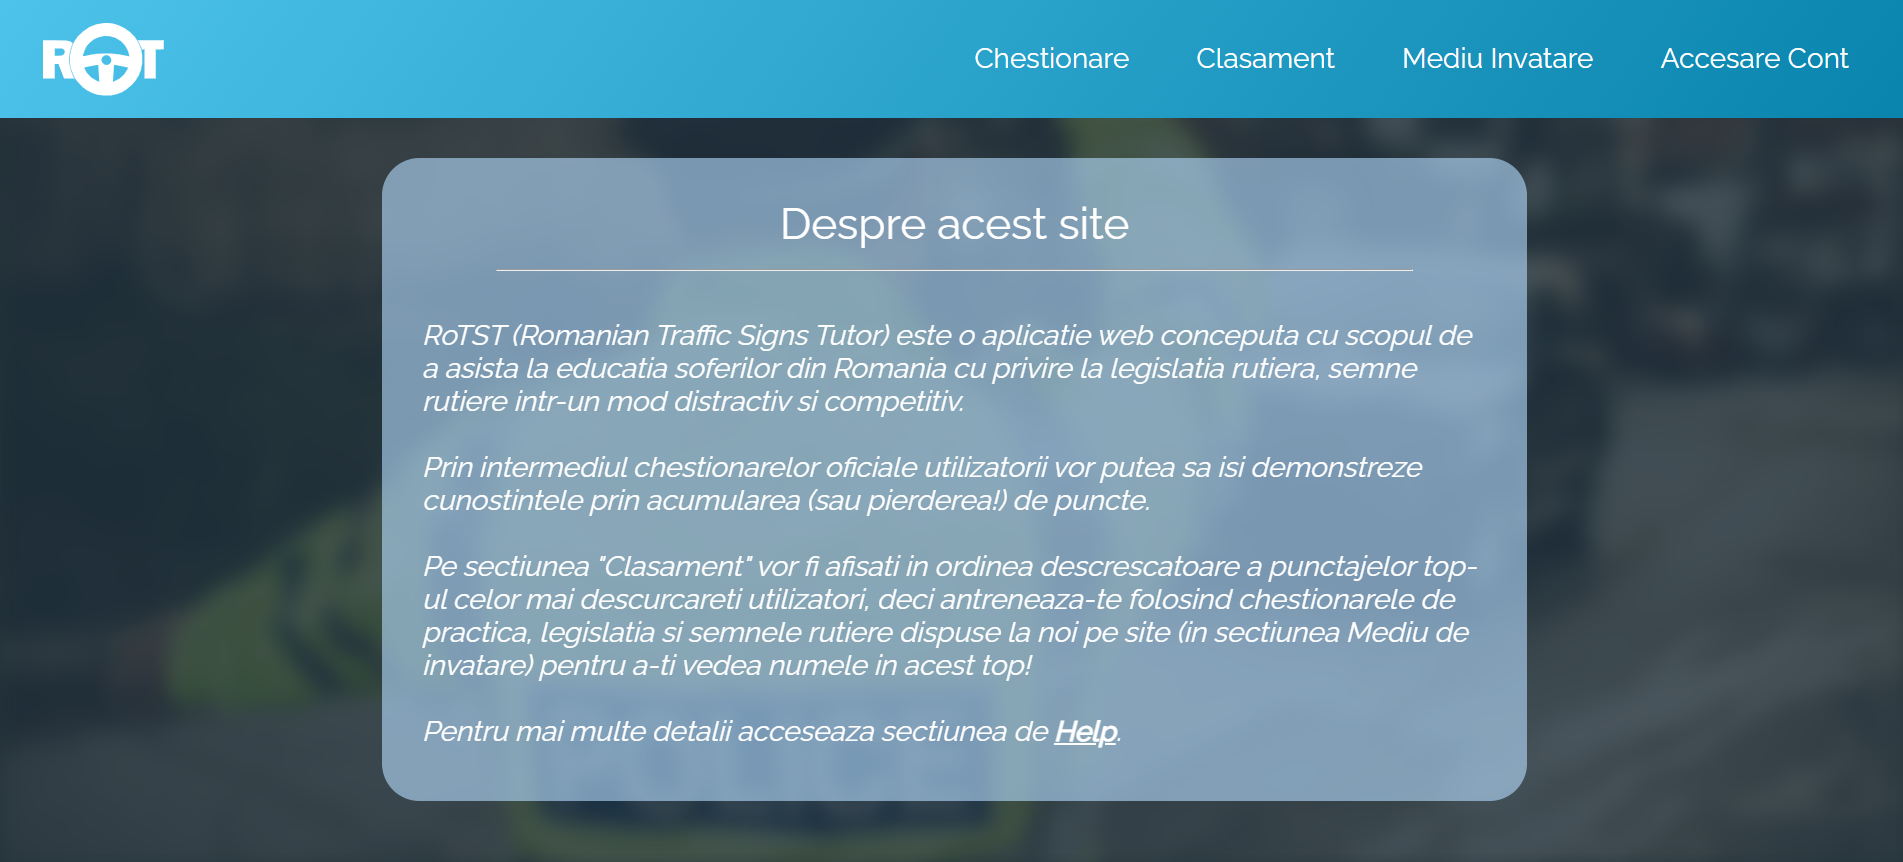 ROT
Chestionare
Clasament
Mediu Invatare
Accesare Cont
Despre acest site
RoTST (Romanian Traffic Signs Tutor) este o aplicatie web conceputa cu scopul de
a asista la educatia soferilor din Romania cu privire la legislatia rutiera, semne
rutiere intr-un mod distractiv si competitiv.
Prin intermediul chestionarelor oficiale utilizatorii vor putea sa isi demonstreze
cunostintele prin acumularea (sau pierderea!) de puncte.
Pe sectiunea "Clasament" vor fi afisati in ordinea descrescatoare a punctajelor top-
ul celor mai descurcareti utilizatori, deci antreneaza-te folosind chestionarele de
practica, legislatia si semnele rutiere dispuse la noi pe site (in sectiunea Mediu de
invatare) pentru a-ti vedea numele in acest top!
Pentru mai multe detalii acceseaza sectiunea de Help.
POLICE